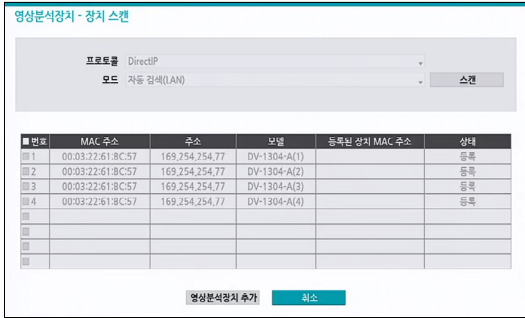 영상분석장치 - 장치 스캔
프로토콜 DirectIP
모드 자동 검색(LAN) 스캔
번호 MAC 주소 주소 모델 등록된 장치 MAC 주소 상태
1 00:03:22:61:BC:57 169,254,254,77 DV-1304-A(1) 등록
2 00:03:22:61:BC:57 169,254,254,77 DV-1304-A(2) 등록
3 00:03:22:61:BC:57 169,254,254,77 DV-1304-A(3) 등록
4 00:03:22:61:BC:57 169,254,254,77 DV-1304-A(4) 등록
영상분석장치 추가 취소